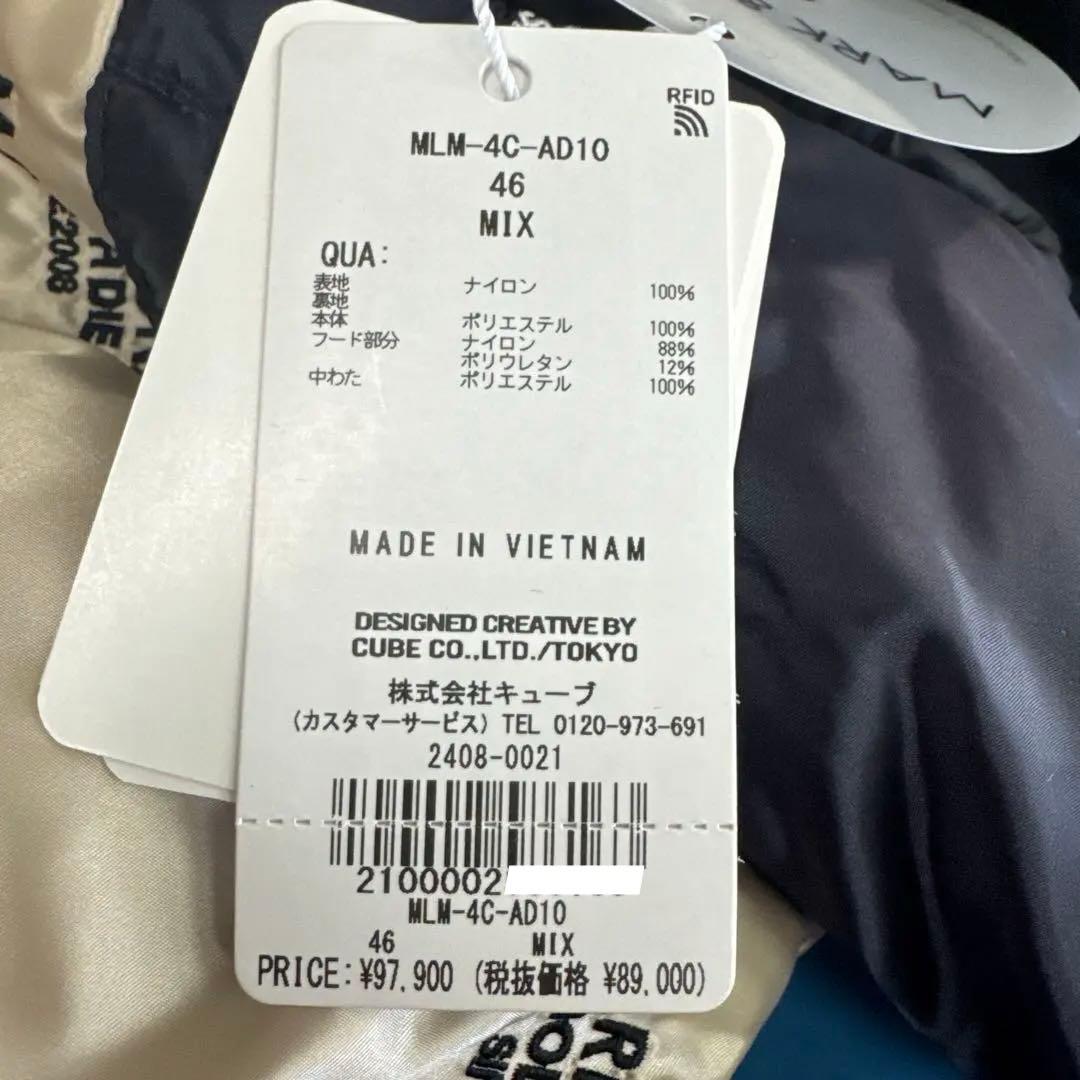 MARK &
RFID
MLM-4C-AD10
46
MIX
QUA:
表地 ナイロン 100%
裏地
本体 ポリエステル 100%
フード部分 ナイロン 88%
ポリウレタン 12%
中わた ポリエステル 100%
MADE IN VIETNAM
DESIGNED CREATIVE BY
CUBE CO.,LTD./TOKYO
株式会社キューブ
(カスタマーサービス) TEL 0120-973-691
2408-0021
2100002
MLM-4C-AD10
46 MIX
PRICE:¥97,900 (税抜価格 ¥89,000)